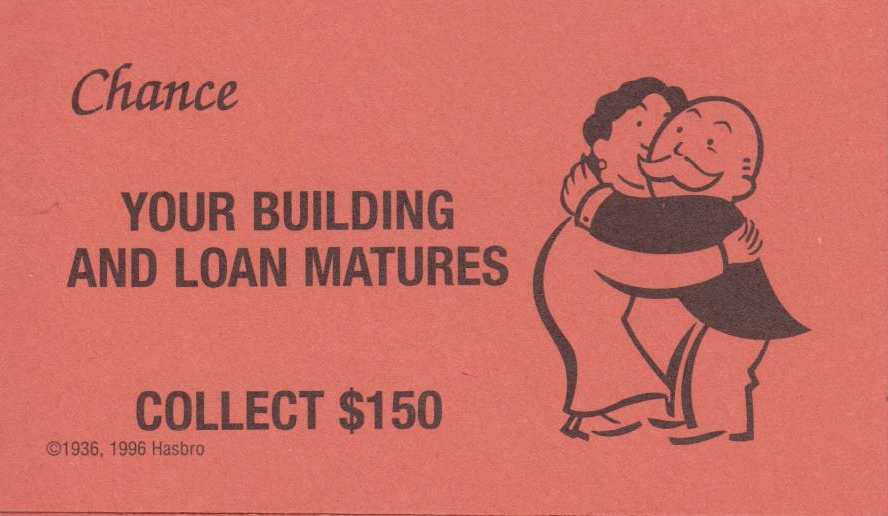 Chance
YOUR BUILDING
AND LOAN MATURES
COLLECT $150
©1936, 1996 Hasbro